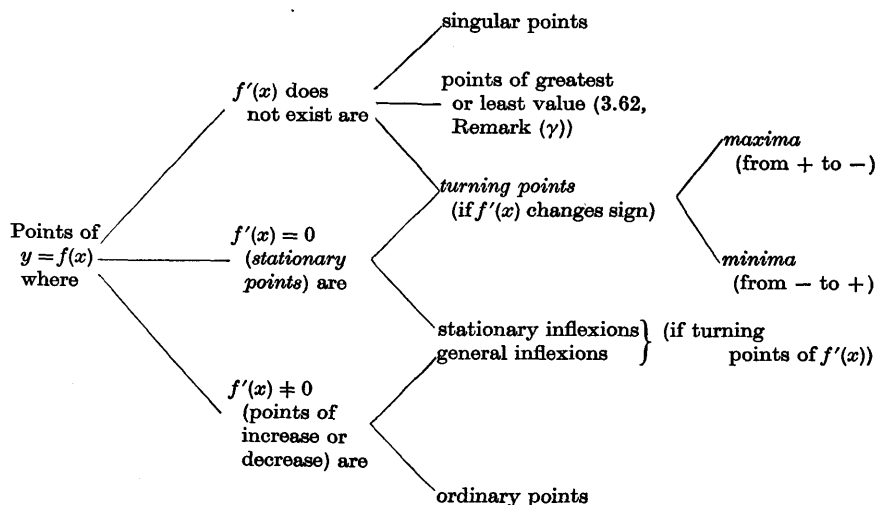 singular points
f′(x) does
not exist are
points of greatest
or least value (3.62,
Remark (γ))
maxima
(from + to −)
turning points
(if f′(x) changes sign)
Points of
y = f(x)
where
f′(x) = 0
(stationary
points) are
minima
(from − to +)
stationary inflexions } (if turning
general inflexions } points of f′(x))
f′(x) ≠ 0
(points of
increase or
decrease) are
ordinary points